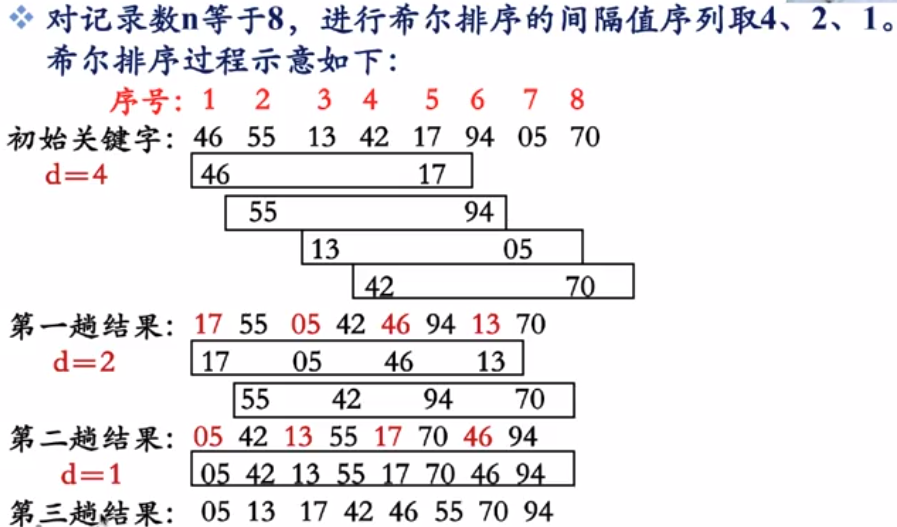 ❖ 对记录数n等于8，进行希尔排序的间隔值序列取4、2、1。
希尔排序过程示意如下：
序号：1 2 3 4 5 6 7 8
初始关键字：46 55 13 42 17 94 05 70
d＝4 46 17
55 94
13 05
42 70
第一趟结果：17 55 05 42 46 94 13 70
d＝2 17 05 46 13
55 42 94 70
第二趟结果：05 42 13 55 17 70 46 94
d＝1 05 42 13 55 17 70 46 94
第三趟结果：05 13 17 42 46 55 70 94